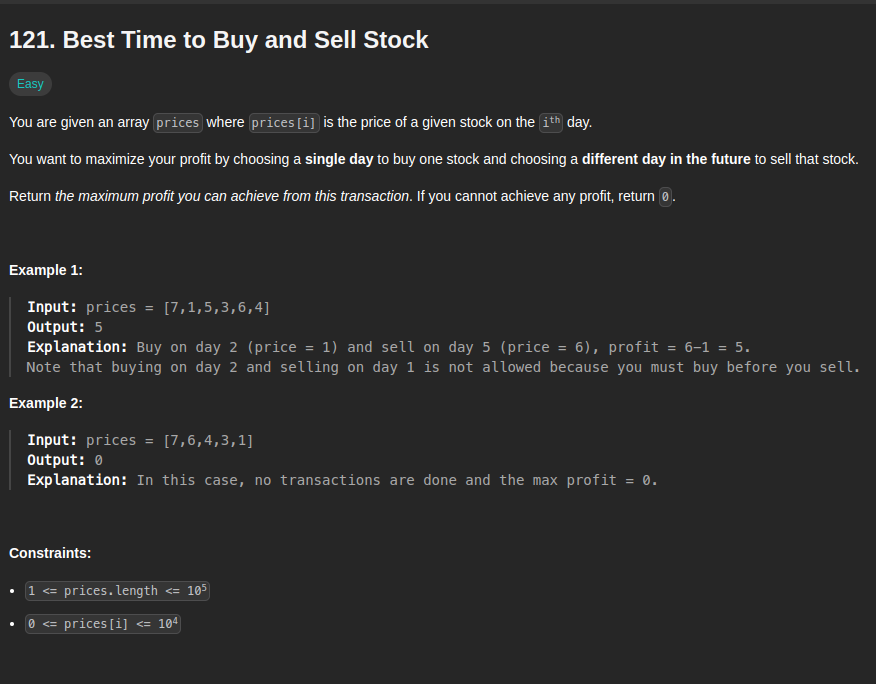 121. Best Time to Buy and Sell Stock
Easy
You are given an array prices where prices[i] is the price of a given stock on the ith day.
You want to maximize your profit by choosing a single day to buy one stock and choosing a different day in the future to sell that stock.
Return the maximum profit you can achieve from this transaction. If you cannot achieve any profit, return 0.
Example 1:
Input: prices = [7,1,5,3,6,4]
Output: 5
Explanation: Buy on day 2 (price = 1) and sell on day 5 (price = 6), profit = 6-1 = 5.
Note that buying on day 2 and selling on day 1 is not allowed because you must buy before you sell.
Example 2:
Input: prices = [7,6,4,3,1]
Output: 0
Explanation: In this case, no transactions are done and the max profit = 0.
Constraints:
• 1 <= prices.length <= 10⁵
• 0 <= prices[i] <= 10⁴